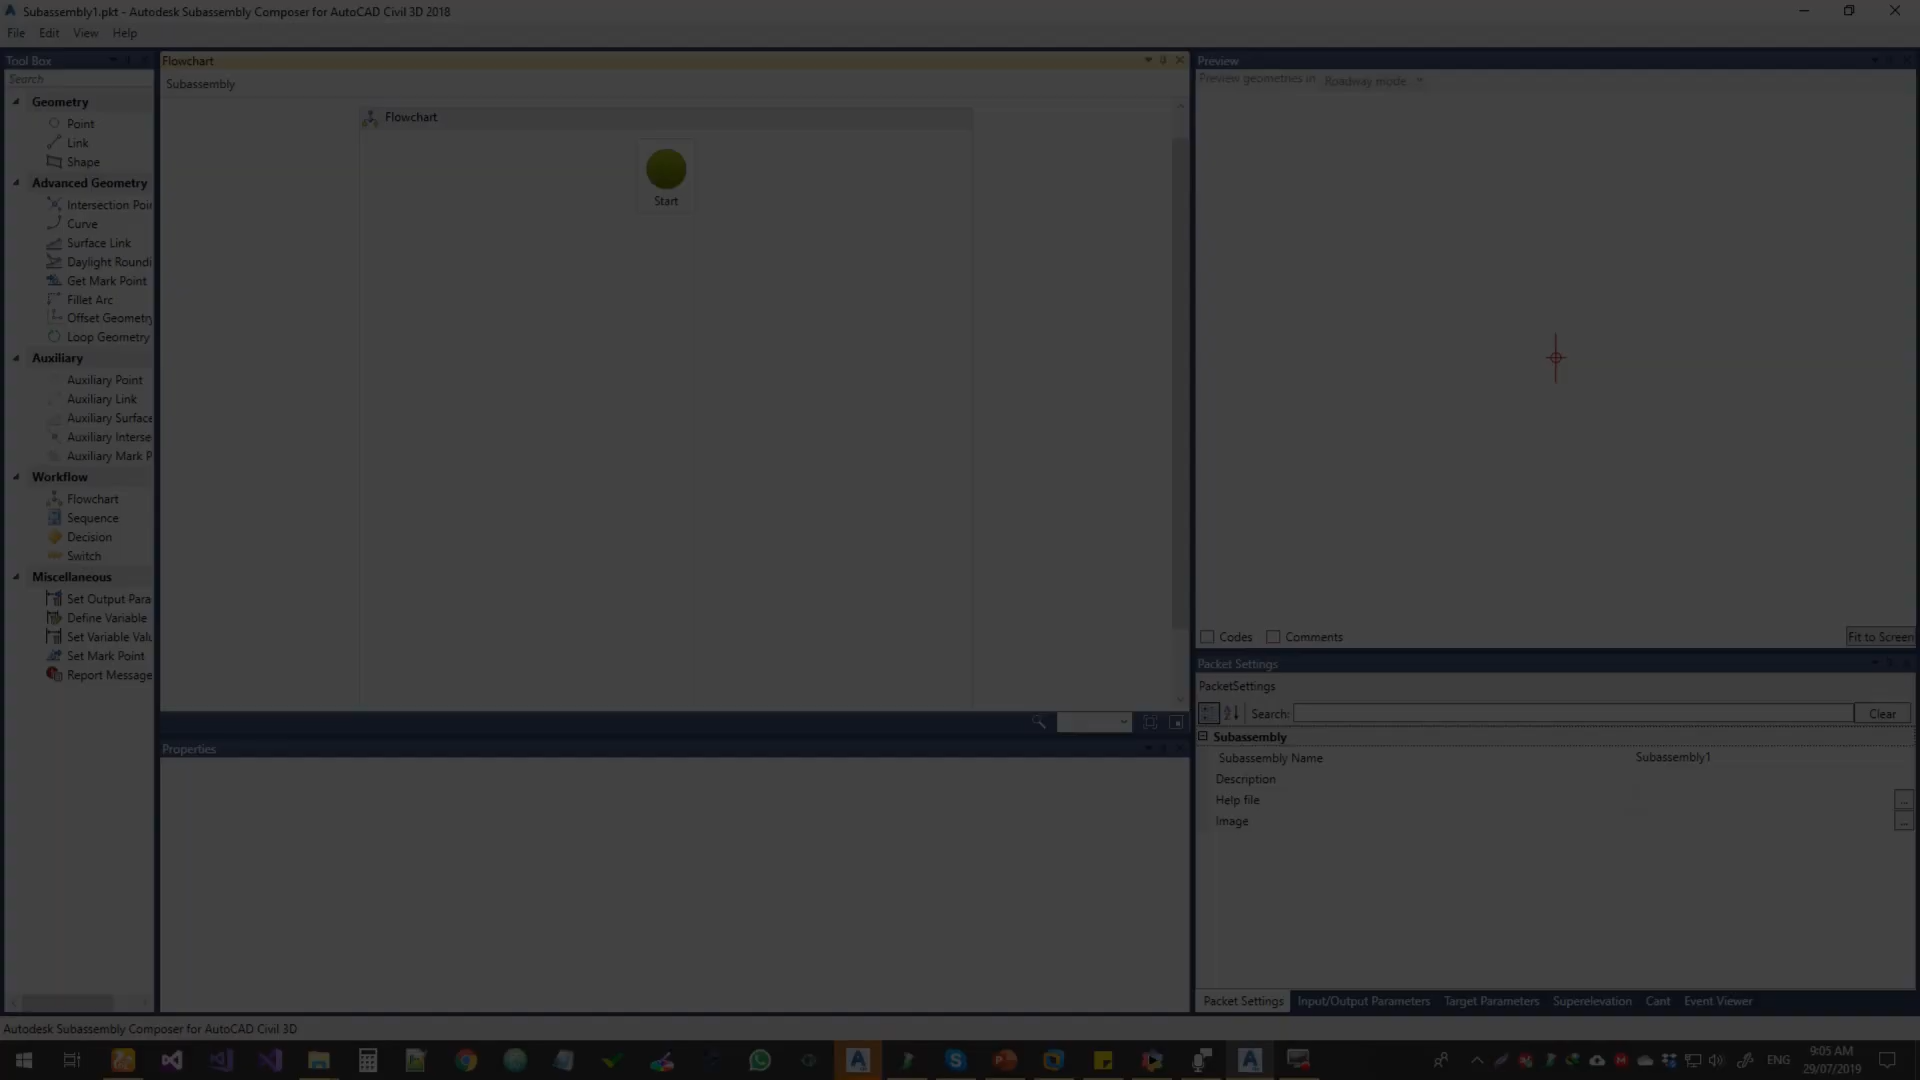 Subassembly1.pkt - Autodesk Subassembly Composer for AutoCAD Civil 3D 2018
File Edit View Help
Tool Box
Search
Geometry
Point
Link
Shape
Advanced Geometry
Intersection Poin
Curve
Surface Link
Daylight Roundi
Get Mark Point
Fillet Arc
Offset Geometry
Loop Geometry
Auxiliary
Auxiliary Point
Auxiliary Link
Auxiliary Surface
Auxiliary Interse
Auxiliary Mark P
Workflow
Flowchart
Sequence
Decision
Switch
Miscellaneous
Set Output Para
Define Variable
Set Variable Valu
Set Mark Point
Report Message
Flowchart
Subassembly
Flowchart
Start
Properties
Preview
Preview geometries in Roadway mode
Codes Comments Fit to Screen
Packet Settings
PacketSettings
Search: Clear
Subassembly
Subassembly Name Subassembly1
Description
Help file ...
Image ...
Packet Settings Input/Output Parameters Target Parameters Superelevation Cant Event Viewer
Autodesk Subassembly Composer for AutoCAD Civil 3D
ENG
9:05 AM
29/07/2019